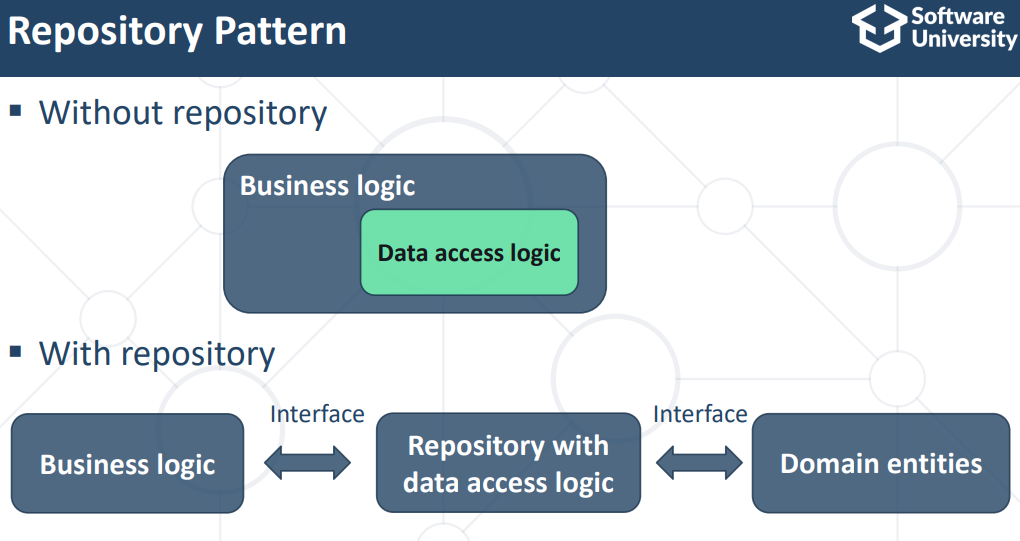 Repository Pattern
Software
University
▪ Without repository
Business logic
Data access logic
▪ With repository
Interface
Interface
Business logic
Repository with
data access logic
Domain entities